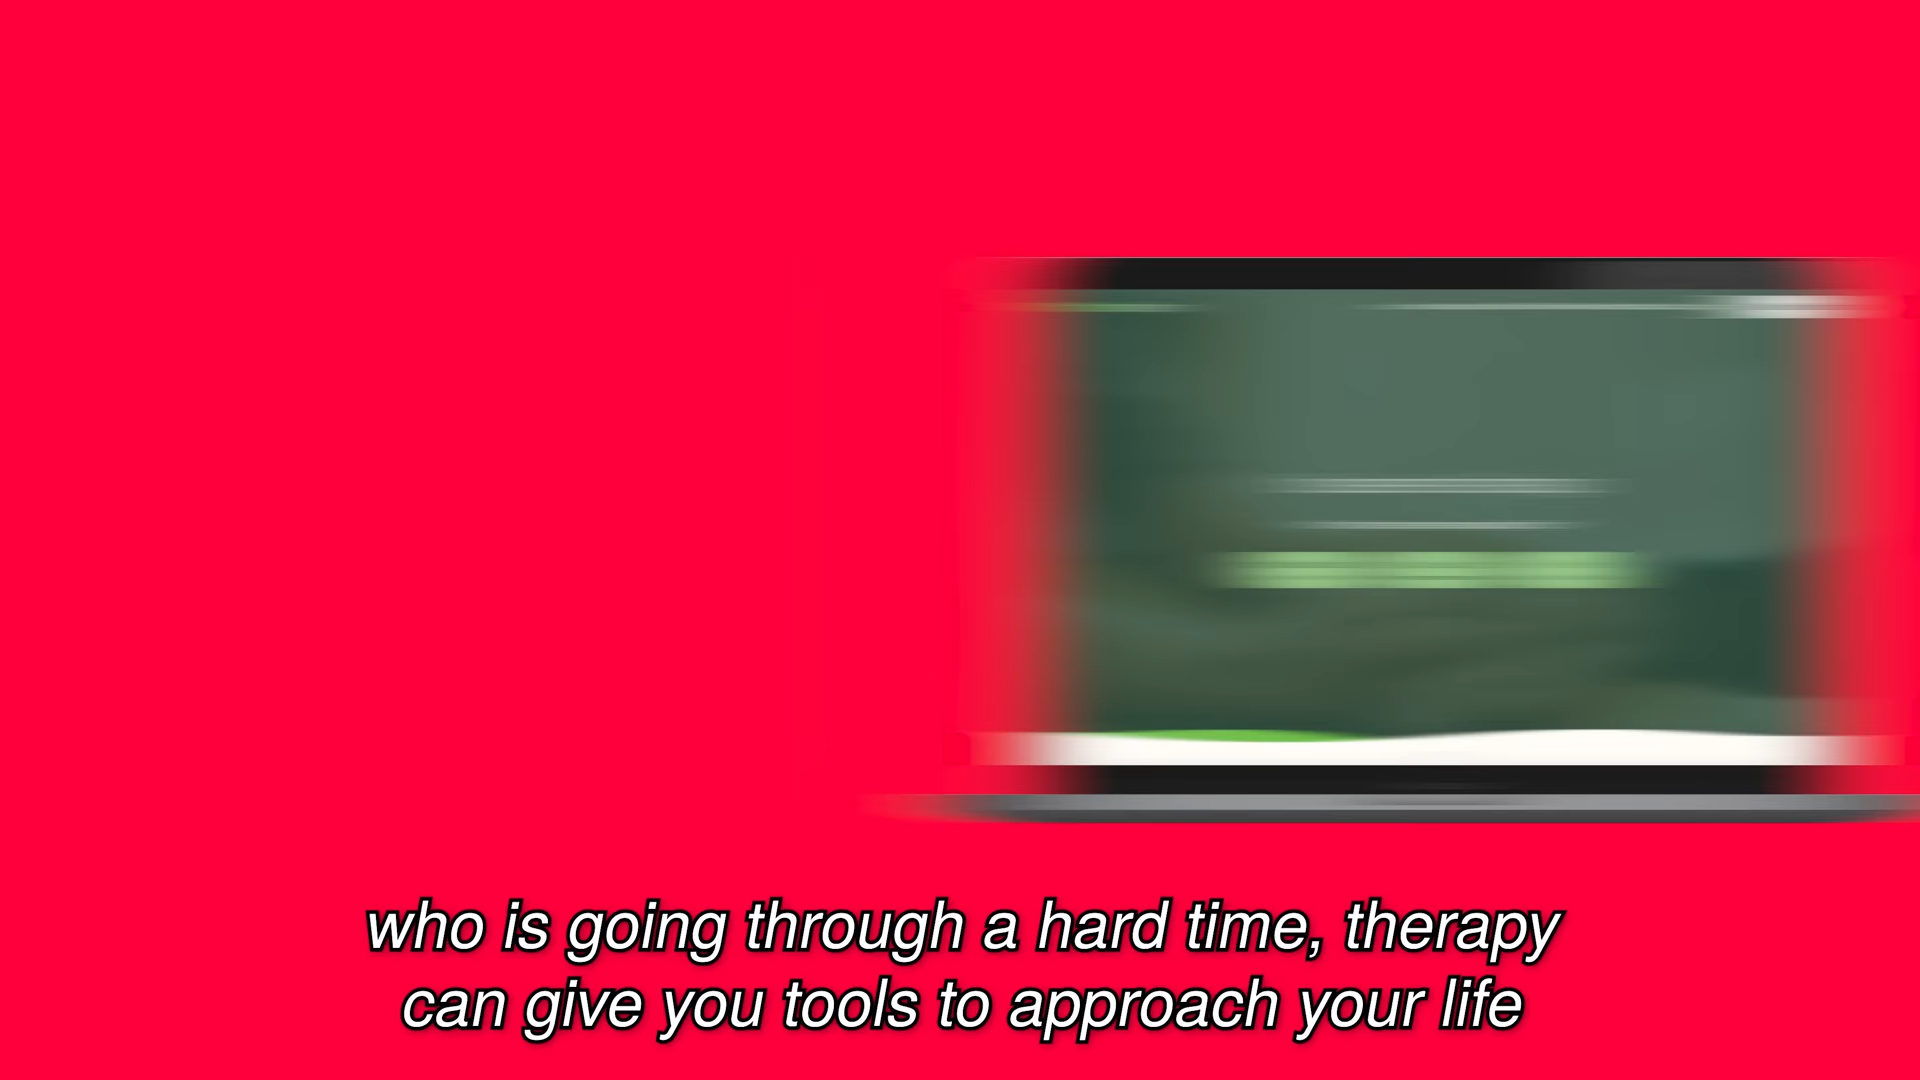 who is going through a hard time, therapy
can give you tools to approach your life